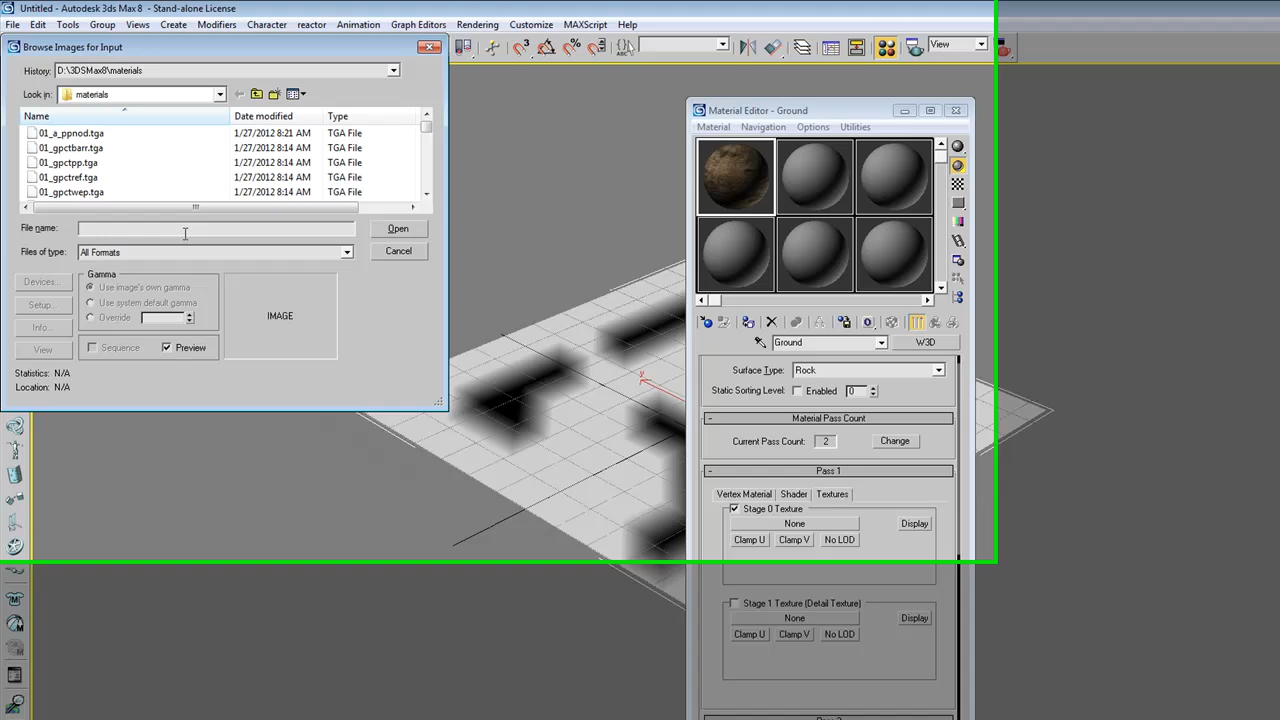 Untitled - Autodesk 3ds Max 8 - Stand-alone License
File Edit Tools Group Views Create Modifiers Character reactor Animation Graph Editors Rendering Customize MAXScript Help
View
Browse Images for Input
History: D:\3DSMax8\materials
Look in: materials
Name Date modified Type
01_a_ppnod.tga 1/27/2012 8:21 AM TGA File
01_gpctbarr.tga 1/27/2012 8:14 AM TGA File
01_gpctpp.tga 1/27/2012 8:14 AM TGA File
01_gpctref.tga 1/27/2012 8:14 AM TGA File
01_gpctwep.tga 1/27/2012 8:14 AM TGA File
File name: Open
Files of type: All Formats Cancel
Devices...
Setup...
Info...
View
Gamma
Use image's own gamma
Use system default gamma
Override
Sequence Preview
IMAGE
Statistics: N/A
Location: N/A
Material Editor - Ground
Material Navigation Options Utilities
Ground W3D
Surface Type: Rock
Static Sorting Level: Enabled 0
- Material Pass Count
Current Pass Count: 2 Change
- Pass 1
Vertex Material Shader Textures
Stage 0 Texture
None Display
Clamp U Clamp V No LOD
Stage 1 Texture (Detail Texture)
None Display
Clamp U Clamp V No LOD